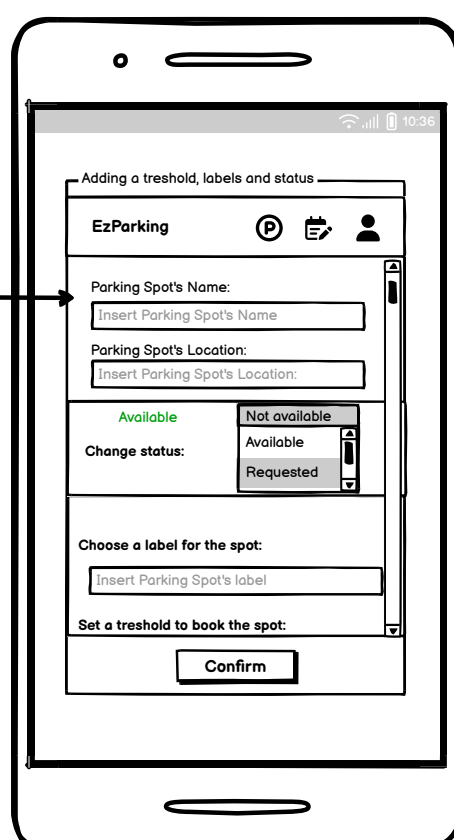 10:36
Adding a treshold, labels and status
EzParking
P
Parking Spot's Name:
Insert Parking Spot's Name
Parking Spot's Location:
Insert Parking Spot's Location:
Available
Not available
Change status:
Available
Requested
Choose a label for the spot:
Insert Parking Spot's label
Set a treshold to book the spot:
Confirm